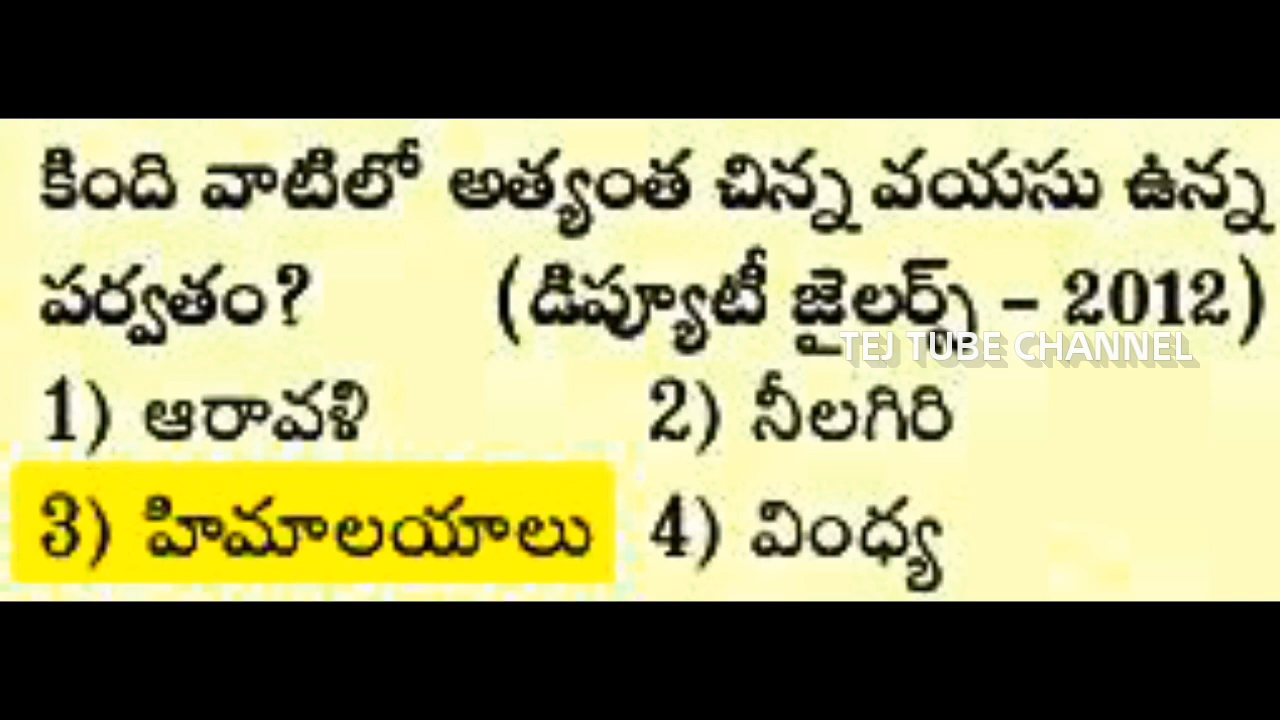 కింది వాటిలో అత్యంత చిన్న వయసు ఉన్న
పర్వతం? (డిప్యూటీ జైలర్స్ – 2012)
TEJ TUBE CHANNEL
1) ఆరావళి 2) నీలగిరి
3) హిమాలయాలు 4) వింధ్య